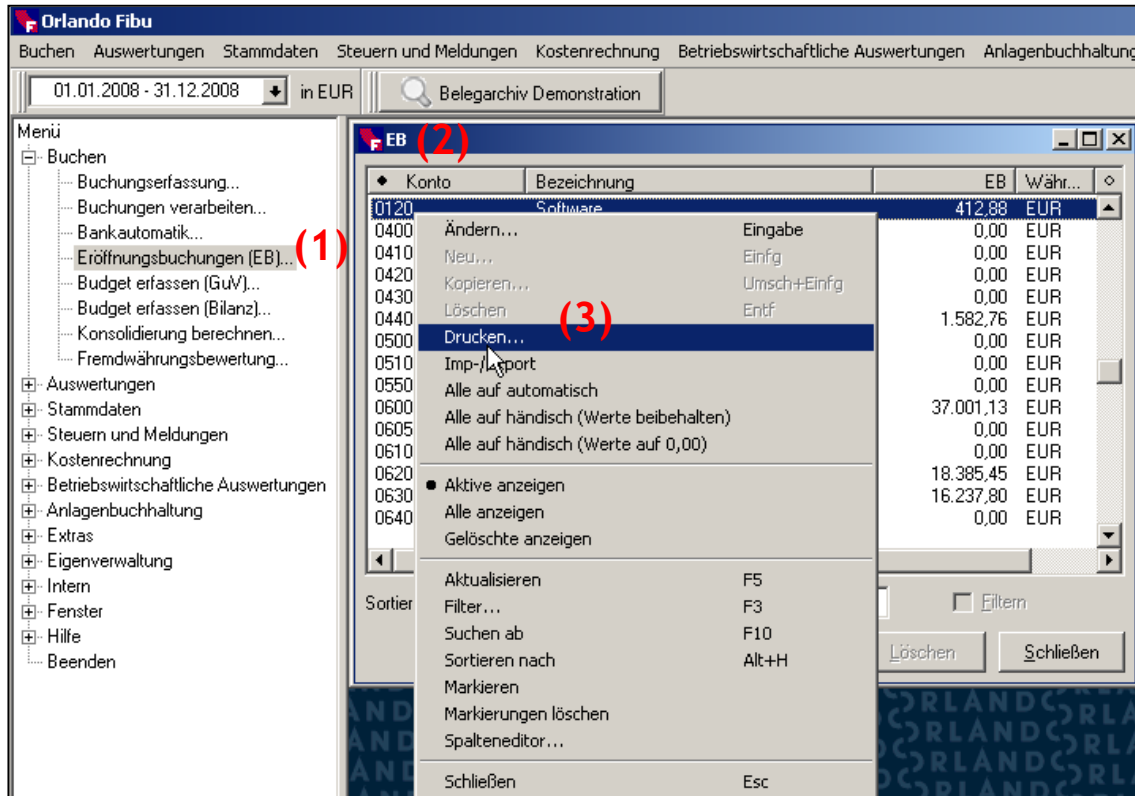 Orlando Fibu
Buchen Auswertungen Stammdaten Steuern und Meldungen Kostenrechnung Betriebswirtschaftliche Auswertungen Anlagenbuchhaltung
01.01.2008 - 31.12.2008 in EUR Belegarchiv Demonstration
Menü
Buchen
Buchungserfassung...
Buchungen verarbeiten...
Bankautomatik...
Eröffnungsbuchungen (EB)... (1)
Budget erfassen (GuV)...
Budget erfassen (Bilanz)...
Konsolidierung berechnen...
Fremdwährungsbewertung...
Auswertungen
Stammdaten
Steuern und Meldungen
Kostenrechnung
Betriebswirtschaftliche Auswertungen
Anlagenbuchhaltung
Extras
Eigenverwaltung
Intern
Fenster
Hilfe
Beenden
EB (2)
Konto Bezeichnung EB Währ...
0120 Software 412,88 EUR
0400 0,00 EUR
0410 0,00 EUR
0420 0,00 EUR
0430 0,00 EUR
0440 1.582,76 EUR
0500 0,00 EUR
0510 0,00 EUR
0550 0,00 EUR
0600 37.001,13 EUR
0605 0,00 EUR
0610 0,00 EUR
0620 18.385,45 EUR
0630 16.237,80 EUR
0640 0,00 EUR
Ändern... Eingabe
Neu... Einfg
Kopieren... Umsch+Einfg
Löschen Entf
(3)
Drucken...
Imp-/Export
Alle auf automatisch
Alle auf händisch (Werte beibehalten)
Alle auf händisch (Werte auf 0,00)
Aktive anzeigen
Alle anzeigen
Gelöschte anzeigen
Aktualisieren F5
Filter... F3
Suchen ab F10
Sortieren nach Alt+H
Markieren
Markierungen löschen
Spalteneditor...
Schließen Esc
Sortier
Filtern
Löschen Schließen
ORLANDO